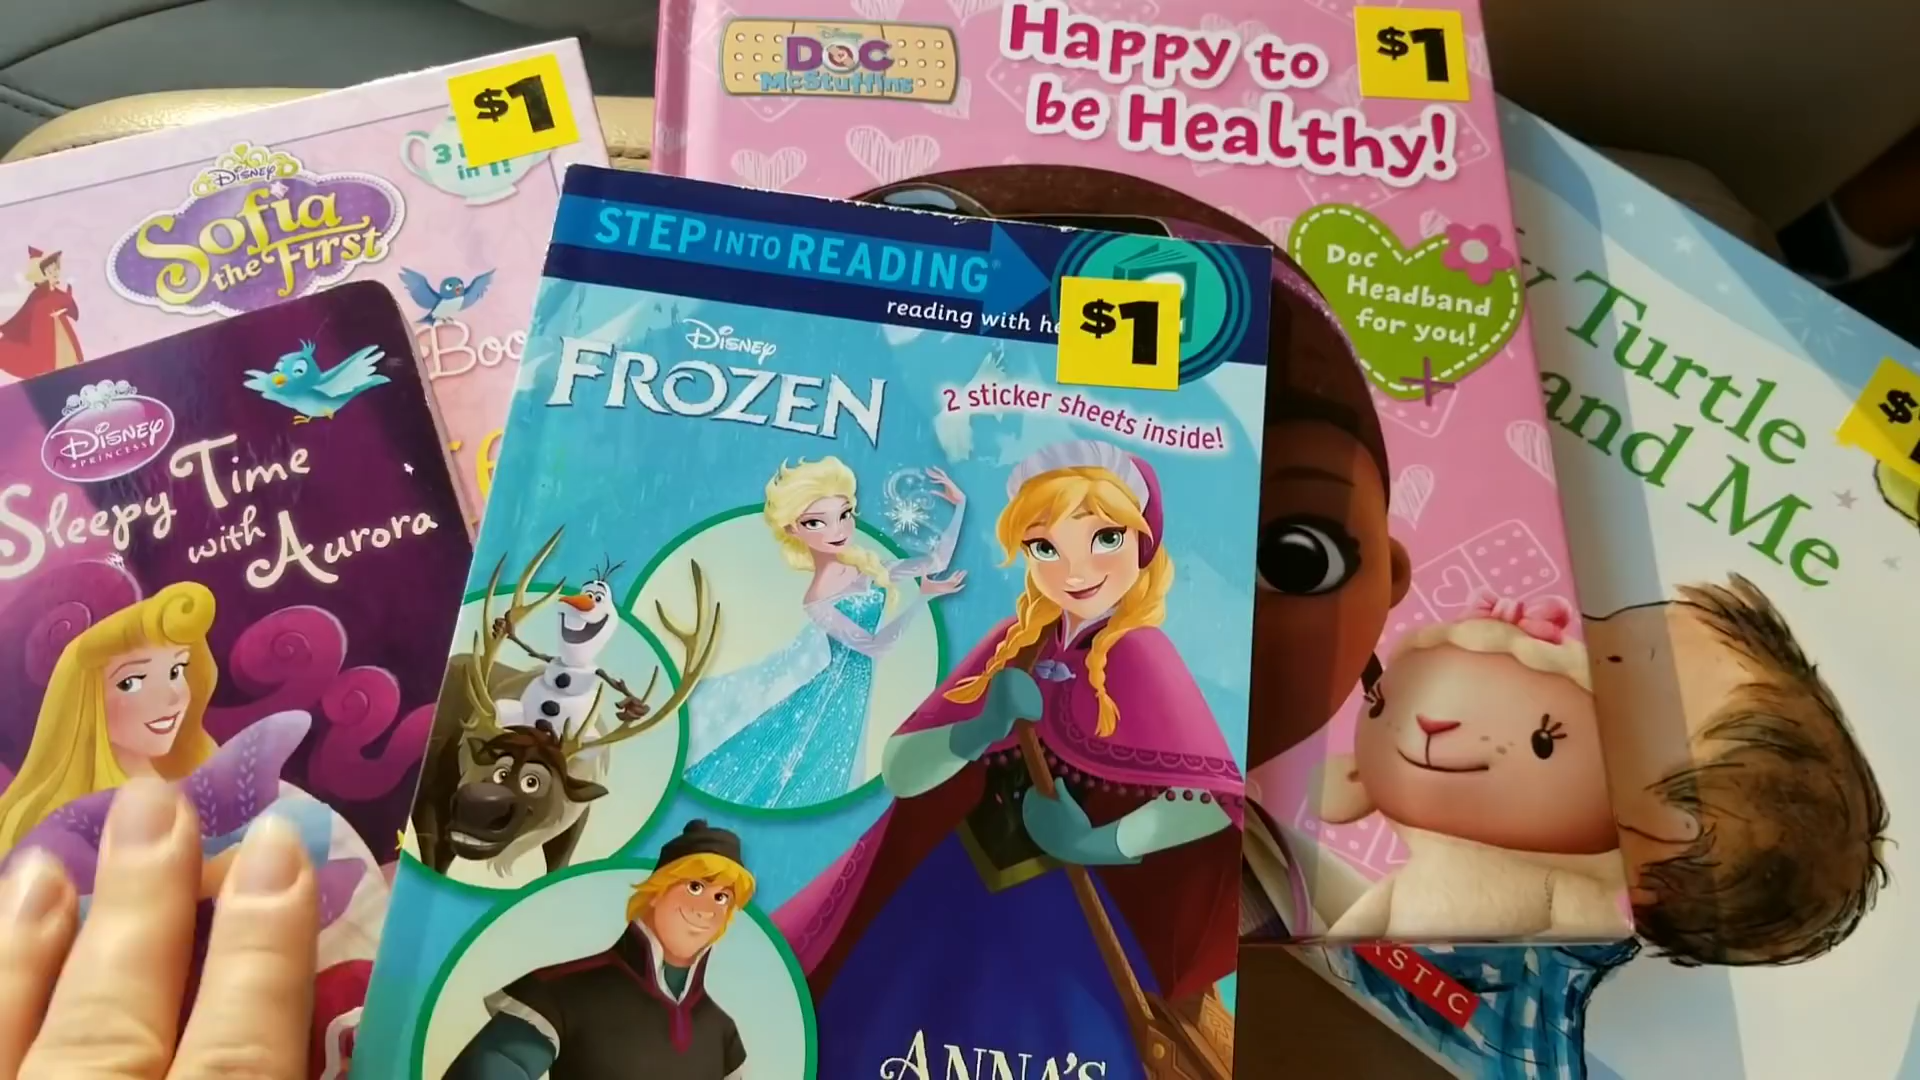 $1
Disney
Sofia
the First
3
in 1!
Disney
PRINCESS
Sleepy Time
with Aurora
STEP INTO READING
reading with
$1
Disney
FROZEN
2 sticker sheets inside!
ANNA'S
Disney
DOC
McStuffins
Happy to
be Healthy!
$1
Doc
Headband
for you!
Turtle
and Me